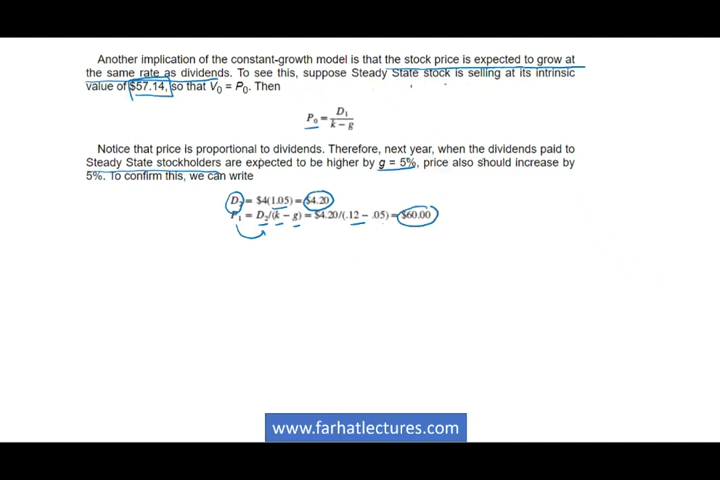 Another implication of the constant-growth model is that the stock price is expected to grow at
the same rate as dividends. To see this, suppose Steady State stock is selling at its intrinsic
value of $57.14, so that V₀ = P₀. Then
P₀ = D₁ / k − g
Notice that price is proportional to dividends. Therefore, next year, when the dividends paid to
Steady State stockholders are expected to be higher by g = 5%, price also should increase by
5%. To confirm this, we can write
D₂ = $4(1.05) = $4.20
P₁ = D₂/(k − g) = $4.20/(.12 − .05) = $60.00
www.farhatlectures.com